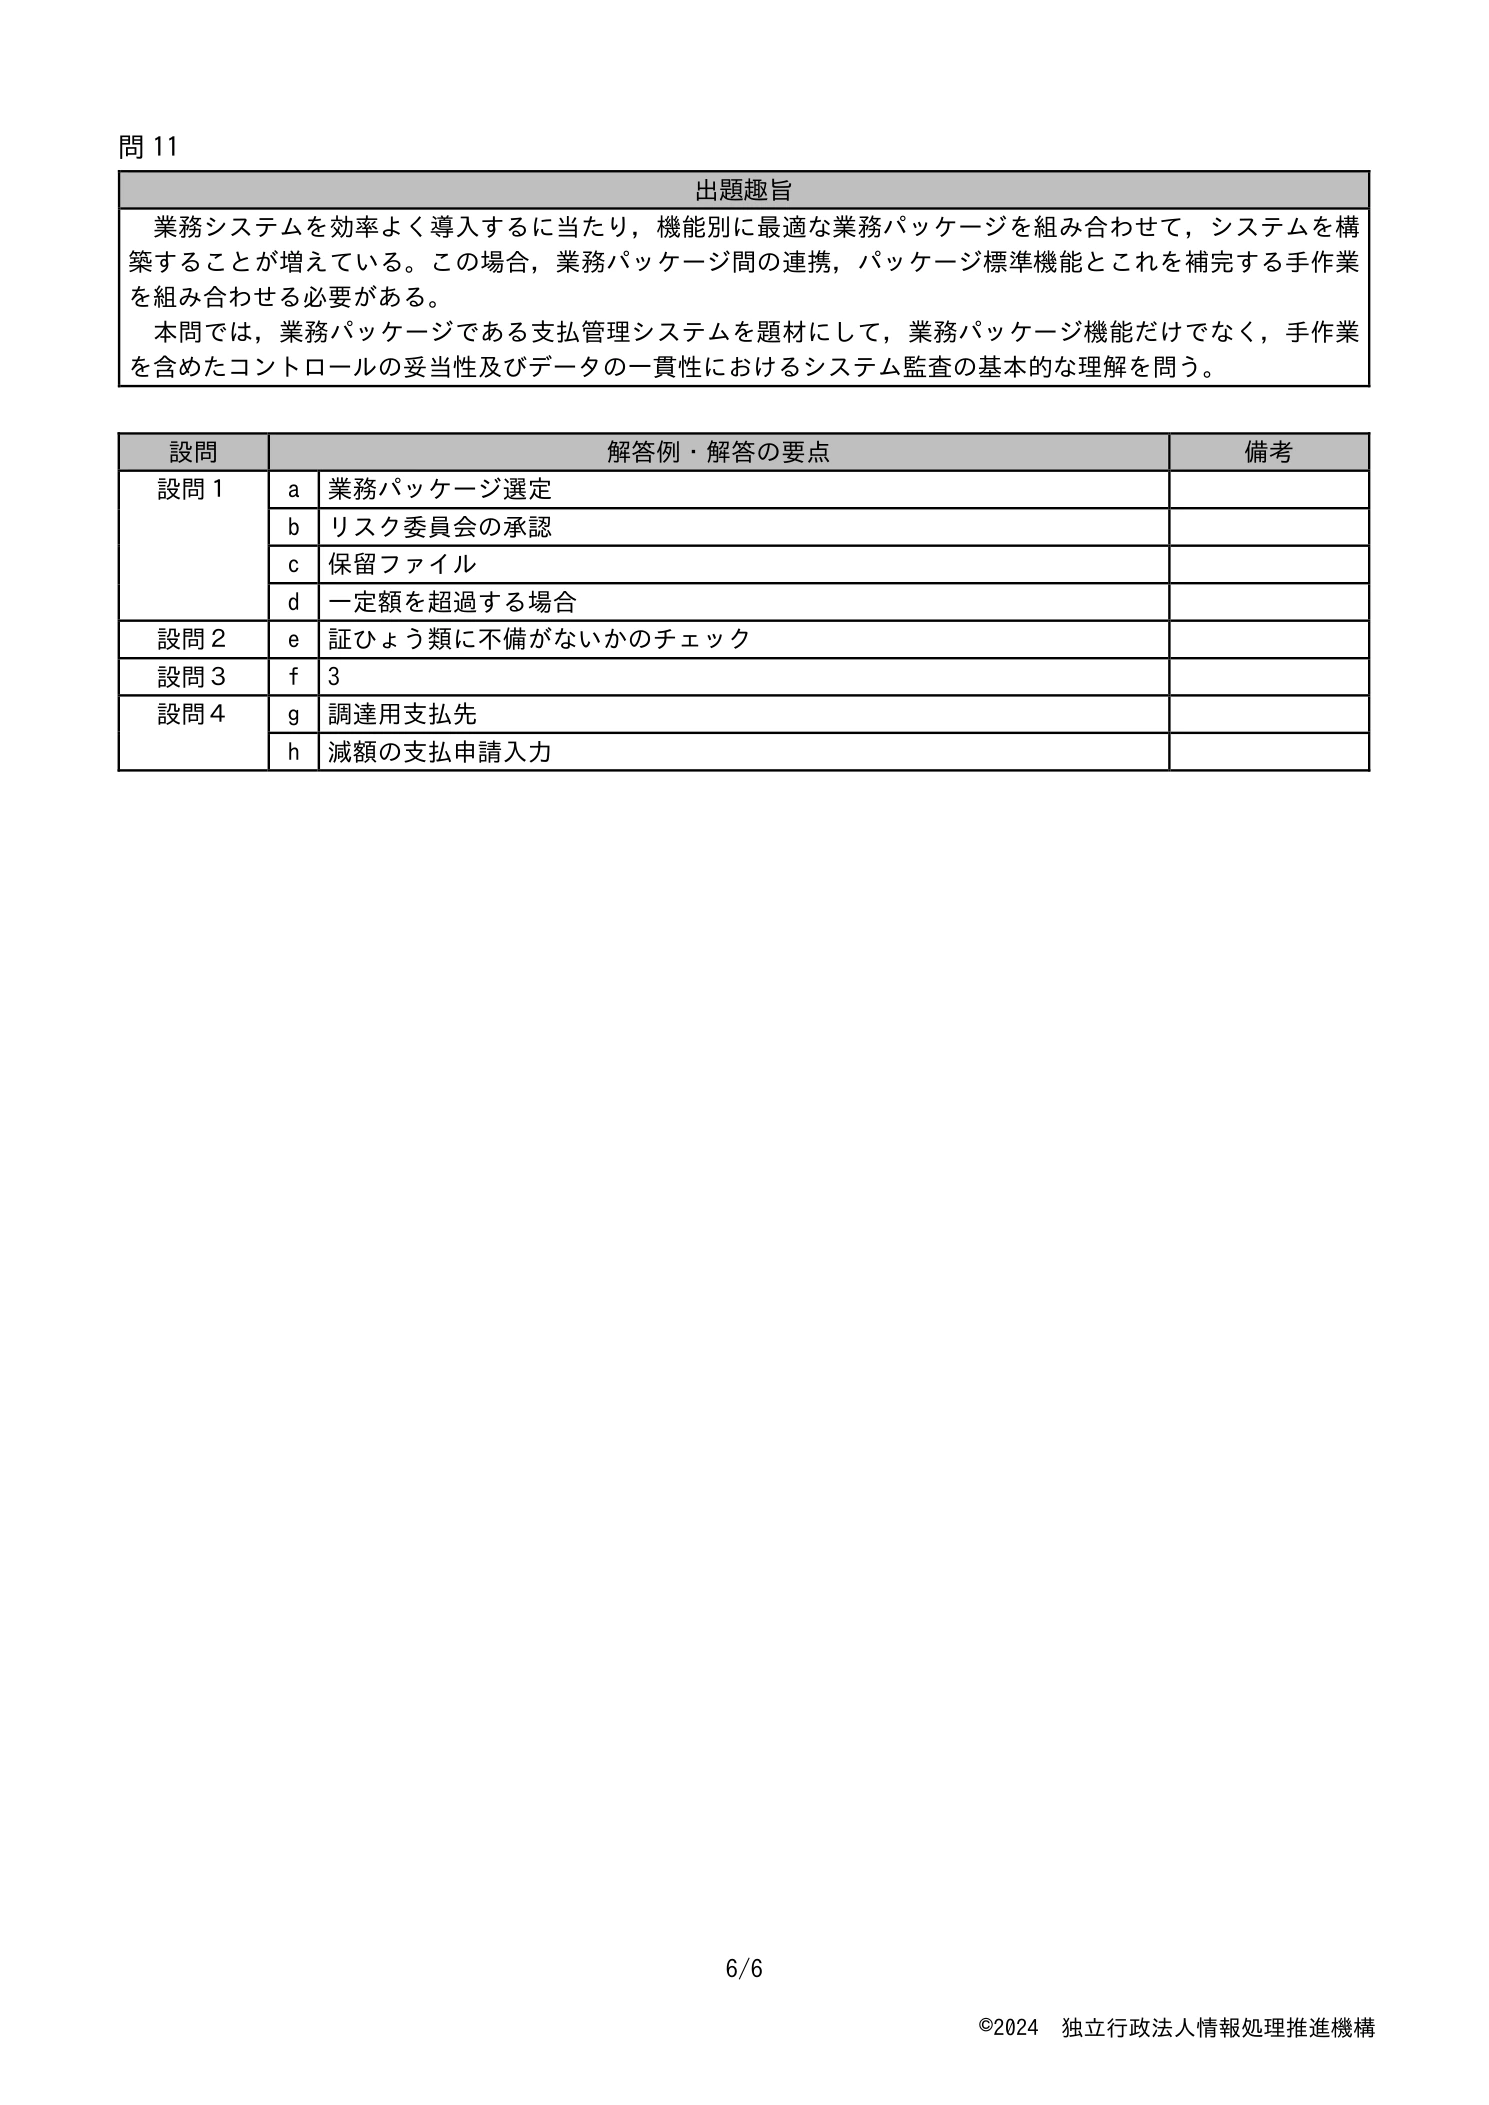 問 11
出題趣旨
業務システムを効率よく導入するに当たり，機能別に最適な業務パッケージを組み合わせて，システムを構
築することが増えている。この場合，業務パッケージ間の連携，パッケージ標準機能とこれを補完する手作業
を組み合わせる必要がある。
本問では，業務パッケージである支払管理システムを題材にして，業務パッケージ機能だけでなく，手作業
を含めたコントロールの妥当性及びデータの一貫性におけるシステム監査の基本的な理解を問う。
設問 解答例・解答の要点 備考
設問1 a 業務パッケージ選定
b リスク委員会の承認
c 保留ファイル
d 一定額を超過する場合
設問2 e 証ひょう類に不備がないかのチェック
設問3 f 3
設問4 g 調達用支払先
h 減額の支払申請入力
6/6
©2024 独立行政法人情報処理推進機構